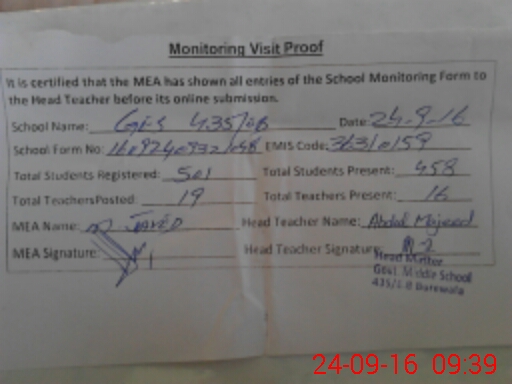 Monitoring Visit Proof
It is certified that the MEA has shown all entries of the School Monitoring Form to
the Head Teacher before its online submission.
School Name: GES 435/EB Date: 24.9.16
School Form No: EMIS Code: 36310159
Total Students Registered: 501 Total Students Present: 458
Total TeachersPosted: 19 Total Teachers Present: 16
MEA Name: M JAVED Head Teacher Name: Abdul Majeed
MEA Signature: Head Teacher Signature:
Head Master
Govt. Middle School
435/E.B Burewala
24-09-16 09:39